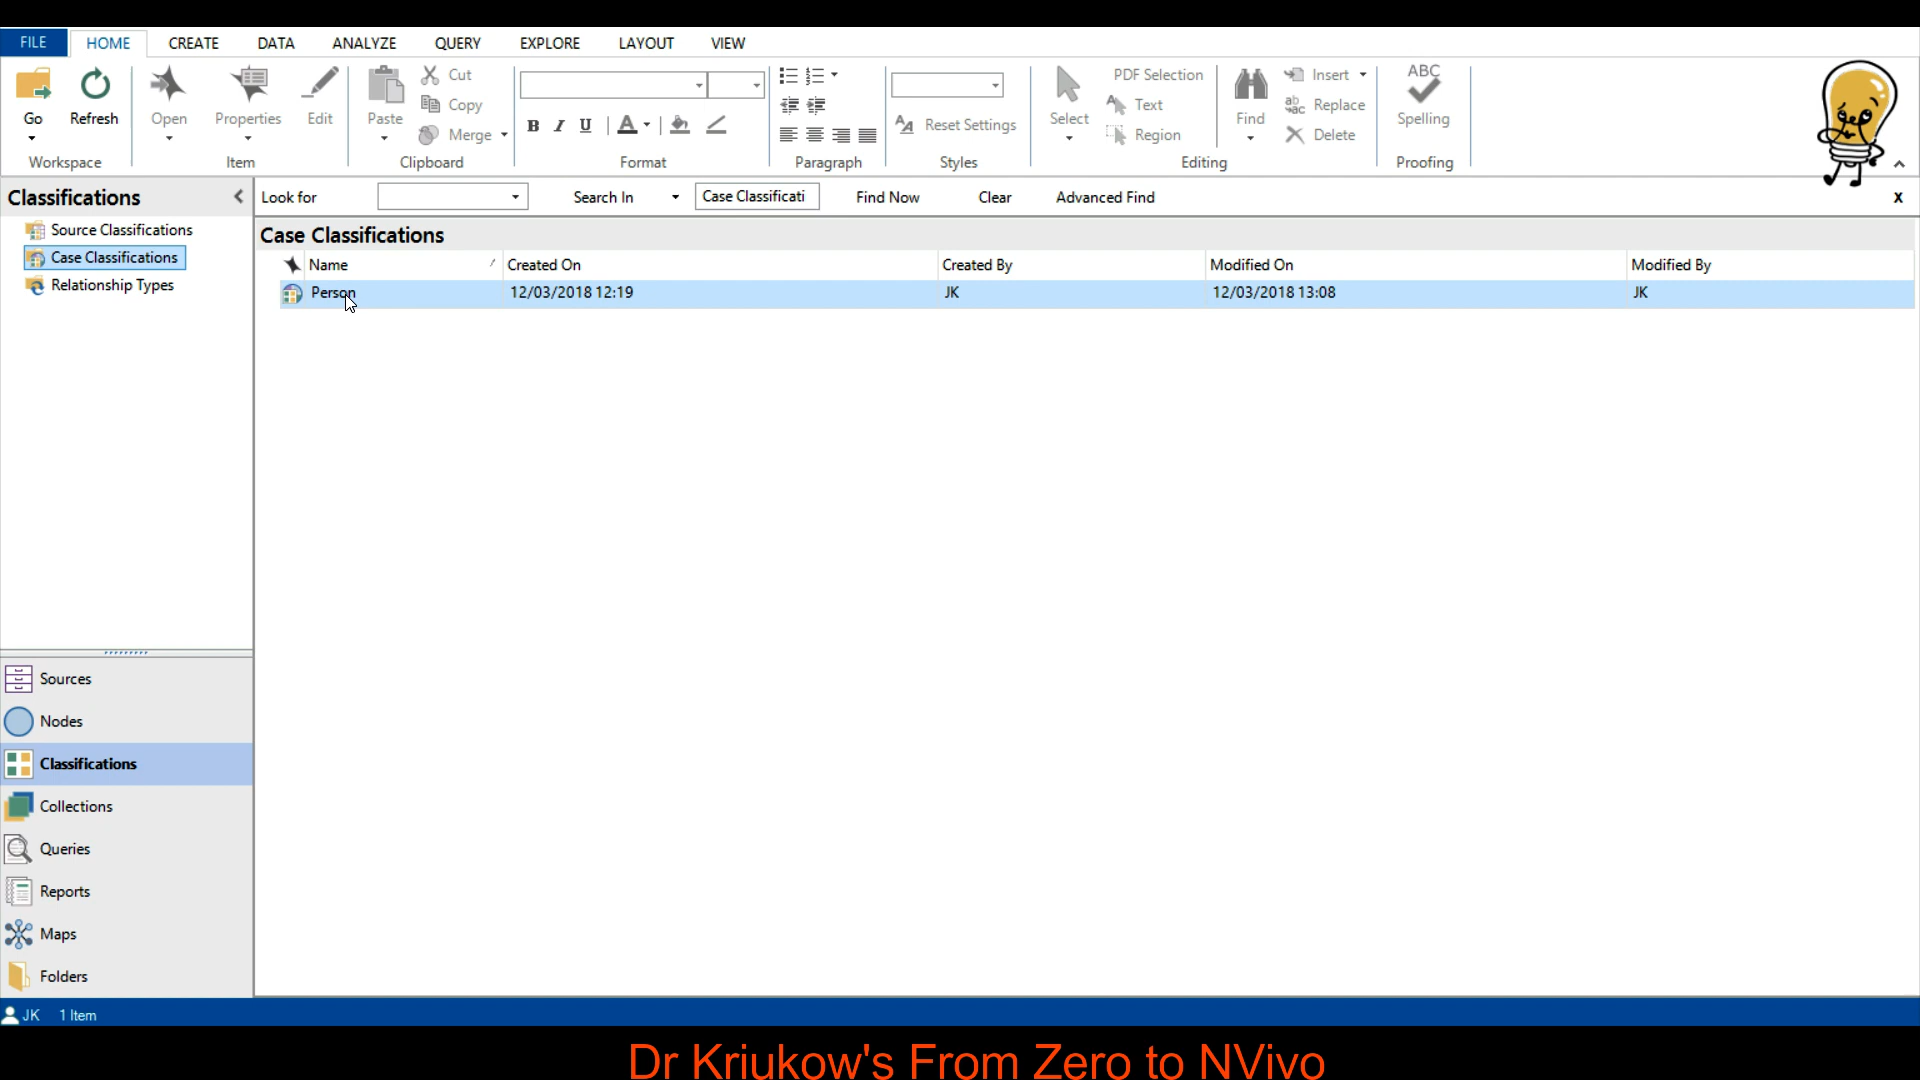 FILE HOME CREATE DATA ANALYZE QUERY EXPLORE LAYOUT VIEW
Go Refresh Open Properties Edit Paste Cut Copy Merge
B I U A
Reset Settings
Select PDF Selection Text Region
Find Insert Replace Delete
ABC
Spelling
Workspace Item Clipboard Format Paragraph Styles Editing Proofing
Classifications
Look for Search In Case Classificati Find Now Clear Advanced Find x
Source Classifications
Case Classifications
Relationship Types
Case Classifications
Name Created On Created By Modified On Modified By
Person 12/03/2018 12:19 JK 12/03/2018 13:08 JK
Sources
Nodes
Classifications
Collections
Queries
Reports
Maps
Folders
JK 1 Item
Dr Kriukow's From Zero to NVivo